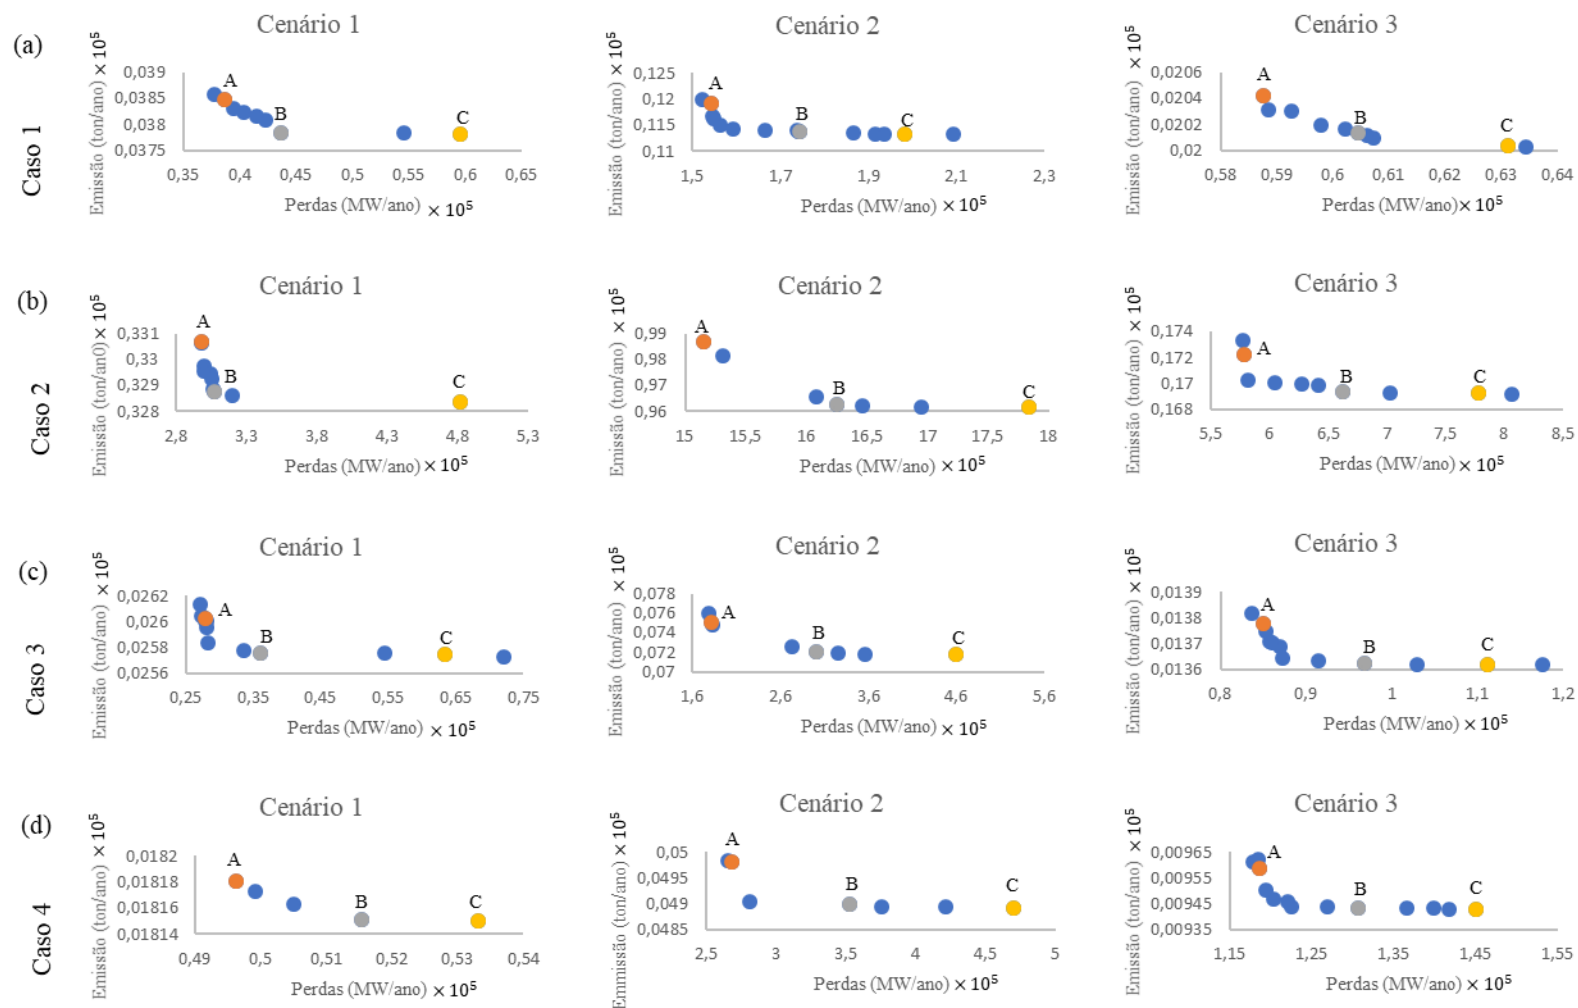 (a)
Caso 1
Cenário 1
Emissão (ton/ano) × 10⁵
0,039
0,0385
0,038
0,0375
A
B
C
0,35 0,4 0,45 0,5 0,55 0,6 0,65
Perdas (MW/ano) × 10⁵
Cenário 2
Emissão (ton/ano) × 10⁵
0,125
0,12
0,115
0,11
A
B
C
1,5 1,7 1,9 2,1 2,3
Perdas (MW/ano) × 10⁵
Cenário 3
Emissão (ton/ano) × 10⁵
0,0206
0,0204
0,0202
0,02
A
B
C
0,58 0,59 0,6 0,61 0,62 0,63 0,64
Perdas (MW/ano) × 10⁵
(b)
Caso 2
Cenário 1
Emissão (ton/an0) × 10⁵
0,331
0,33
0,329
0,328
A
B
C
2,8 3,3 3,8 4,3 4,8 5,3
Perdas (MW/ano) × 10⁵
Cenário 2
Emissão (ton/ano) × 10⁵
0,99
0,98
0,97
0,96
A
B
C
15 15,5 16 16,5 17 17,5 18
Perdas (MW/ano) × 10⁵
Cenário 3
Emissão (ton/ano) × 10⁵
0,174
0,172
0,17
0,168
A
B
C
5,5 6 6,5 7 7,5 8 8,5
Perdas (MW/ano) × 10⁵
(c)
Caso 3
Cenário 1
Emissão (ton/ano) × 10⁵
0,0262
0,026
0,0258
0,0256
A
B
C
0,25 0,35 0,45 0,55 0,65 0,75
Perdas (MW/ano) × 10⁵
Cenário 2
Emissão (ton/ano) × 10⁵
0,078
0,076
0,074
0,072
0,07
A
B
C
1,6 2,6 3,6 4,6 5,6
Perdas (MW/ano) × 10⁵
Cenário 3
Emissão (ton/ano) × 10⁵
0,0139
0,0138
0,0137
0,0136
A
B
C
0,8 0,9 1 1,1 1,2
Perdas (MW/ano) × 10⁵
(d)
Caso 4
Cenário 1
Emissão (ton/ano) × 10⁵
0,0182
0,01818
0,01816
0,01814
A
B
C
0,49 0,5 0,51 0,52 0,53 0,54
Perdas (MW/ano) × 10⁵
Cenário 2
Emmissão (ton/ano) × 10⁵
0,05
0,0495
0,049
0,0485
A
B
C
2,5 3 3,5 4 4,5 5
Perdas (MW/ano) × 10⁵
Cenário 3
Emissão (ton/ano) × 10⁵
0,00965
0,00955
0,00945
0,00935
A
B
C
1,15 1,25 1,35 1,45 1,55
Perdas (MW/ano) × 10⁵